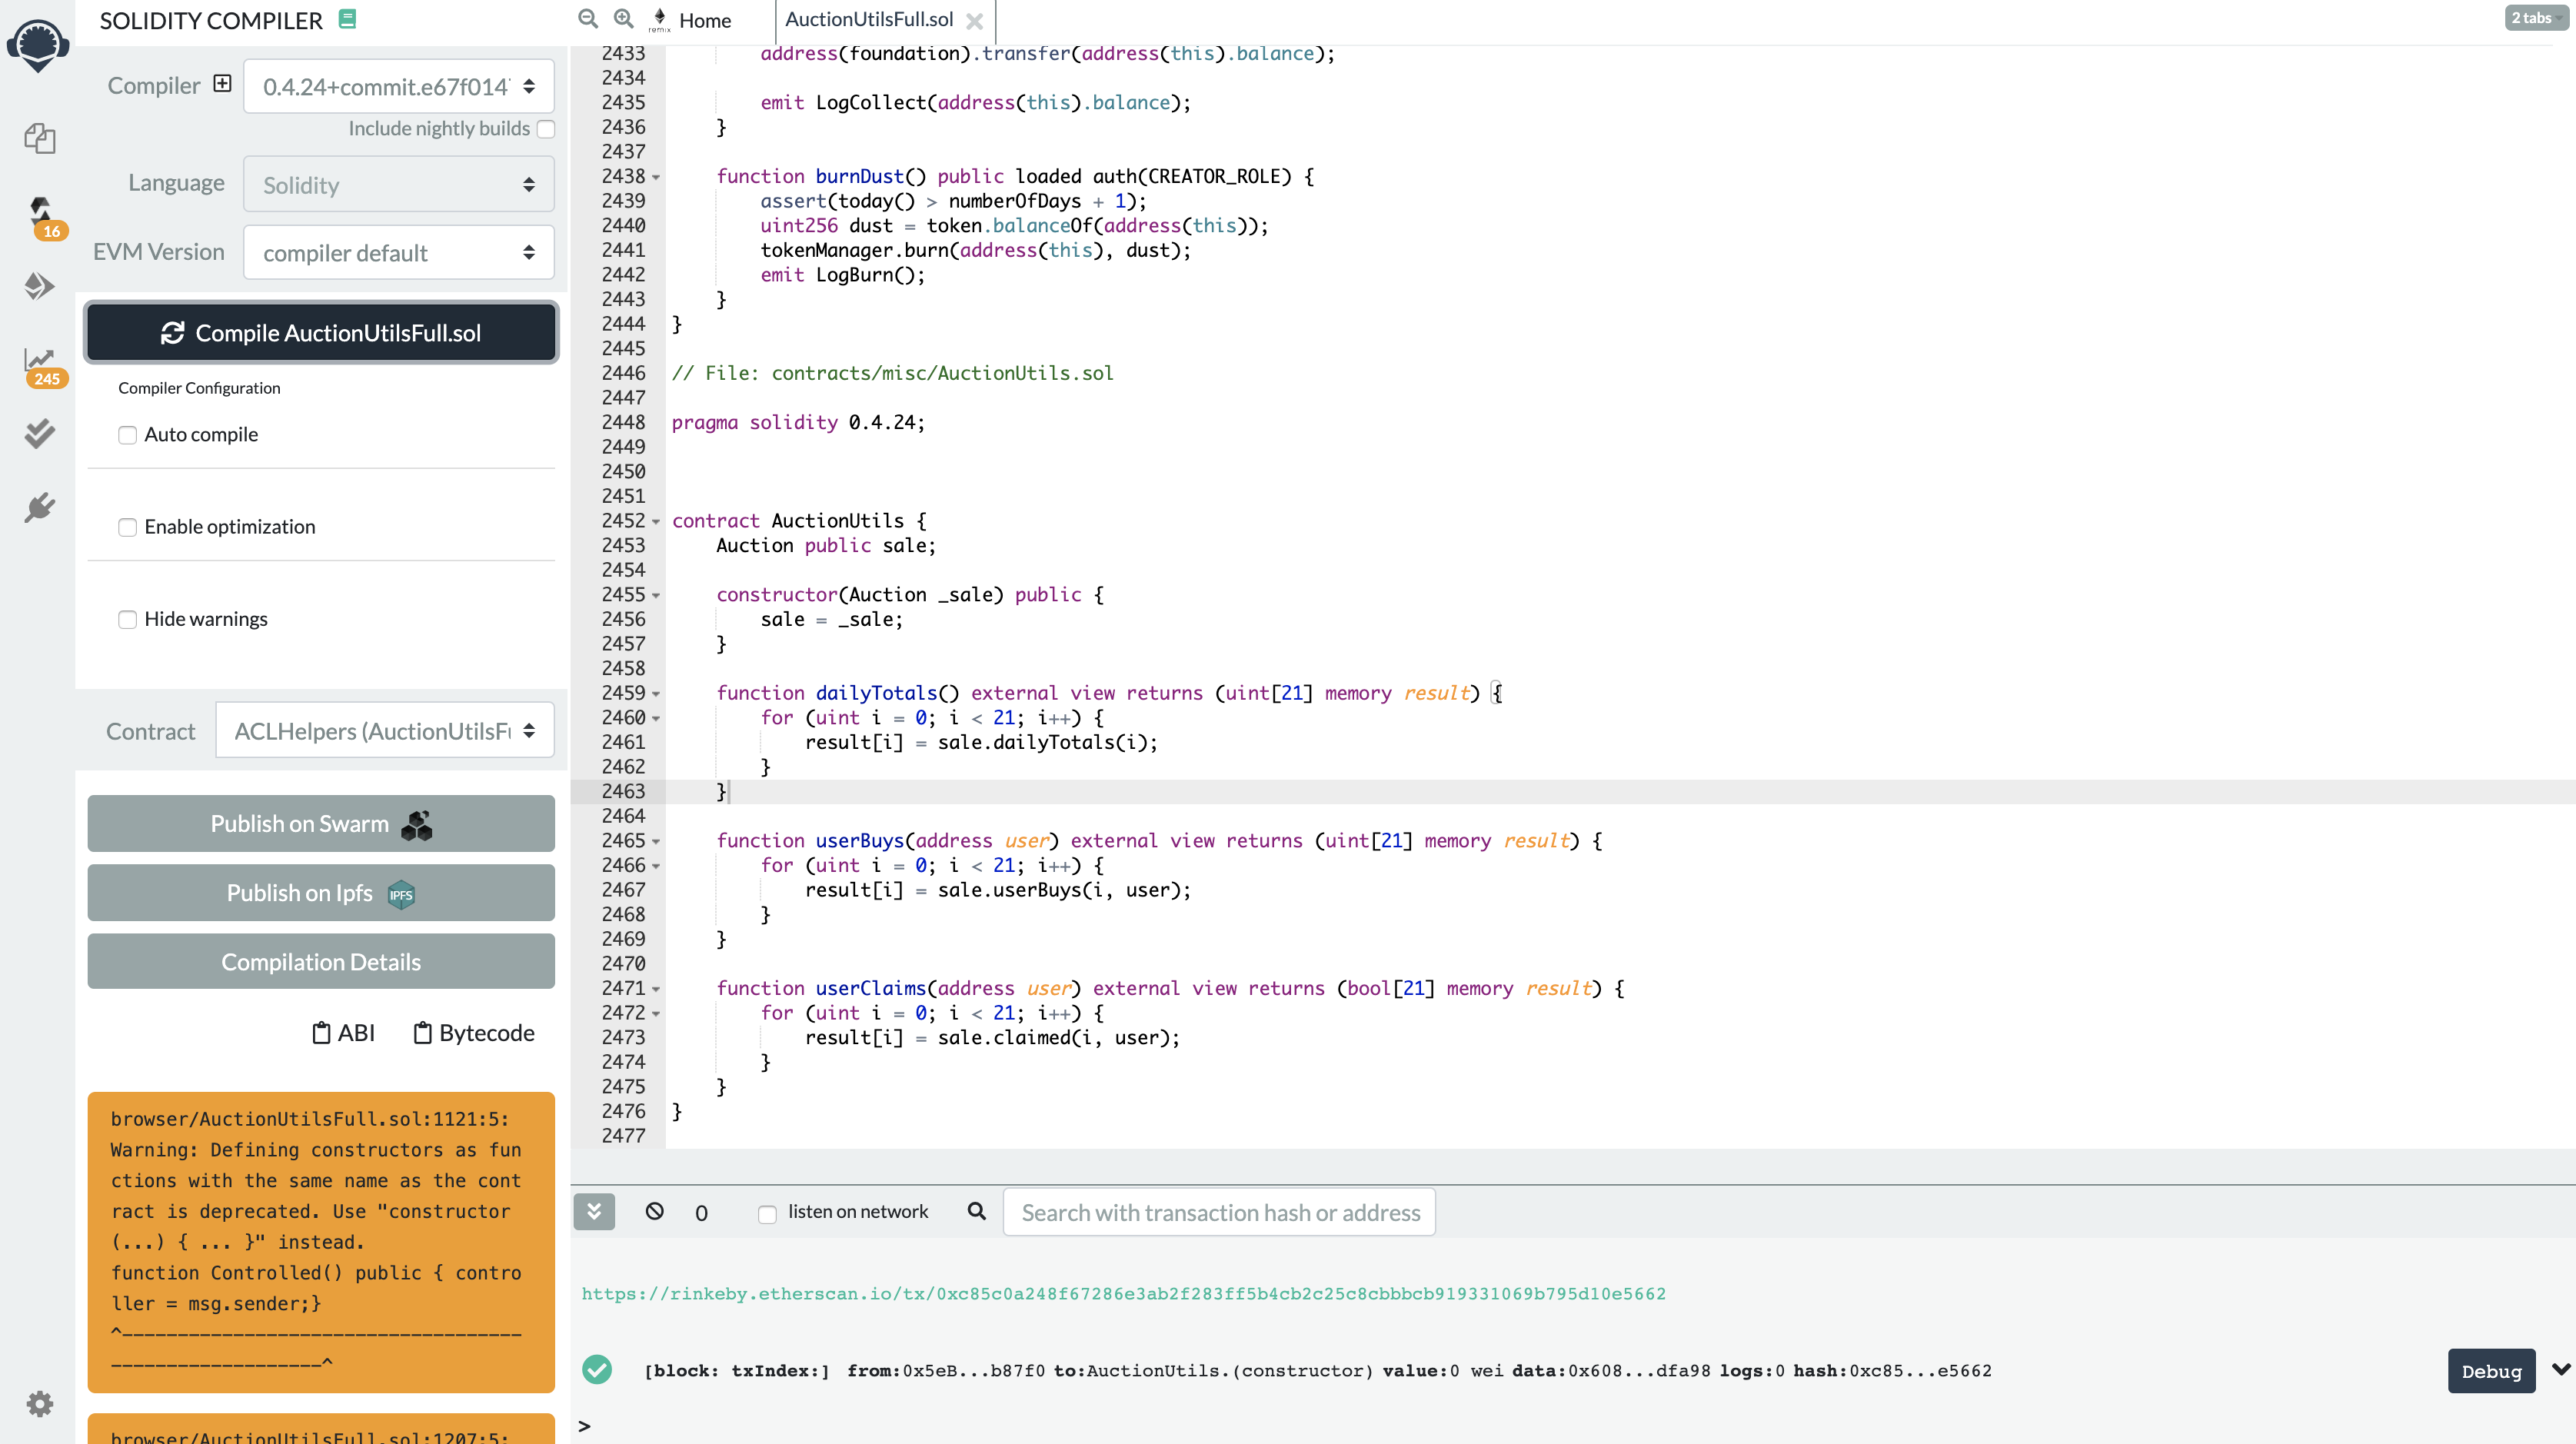 SOLIDITY COMPILER
Compiler
0.4.24+commit.e67f014
Include nightly builds
Language
Solidity
16
EVM Version
compiler default
Compile AuctionUtilsFull.sol
245
Compiler Configuration
Auto compile
Enable optimization
Hide warnings
Contract
ACLHelpers (AuctionUtilsF
Publish on Swarm
Publish on Ipfs
IPFS
Compilation Details
ABI
Bytecode
browser/AuctionUtilsFull.sol:1121:5:
Warning: Defining constructors as fun
ctions with the same name as the cont
ract is deprecated. Use "constructor
(...) { ... }" instead.
function Controlled() public { contro
ller = msg.sender;}
^------------------------------------
-------------------^
browser/AuctionUtilsFull.sol:1207:5:
remix
Home
AuctionUtilsFull.sol
2 tabs
2433 address(foundation).transfer(address(this).balance);
2434
2435 emit LogCollect(address(this).balance);
2436 }
2437
2438 function burnDust() public loaded auth(CREATOR_ROLE) {
2439 assert(today() > numberOfDays + 1);
2440 uint256 dust = token.balanceOf(address(this));
2441 tokenManager.burn(address(this), dust);
2442 emit LogBurn();
2443 }
2444 }
2445
2446 // File: contracts/misc/AuctionUtils.sol
2447
2448 pragma solidity 0.4.24;
2449
2450
2451
2452 contract AuctionUtils {
2453 Auction public sale;
2454
2455 constructor(Auction _sale) public {
2456 sale = _sale;
2457 }
2458
2459 function dailyTotals() external view returns (uint[21] memory result) {
2460 for (uint i = 0; i < 21; i++) {
2461 result[i] = sale.dailyTotals(i);
2462 }
2463 }
2464
2465 function userBuys(address user) external view returns (uint[21] memory result) {
2466 for (uint i = 0; i < 21; i++) {
2467 result[i] = sale.userBuys(i, user);
2468 }
2469 }
2470
2471 function userClaims(address user) external view returns (bool[21] memory result) {
2472 for (uint i = 0; i < 21; i++) {
2473 result[i] = sale.claimed(i, user);
2474 }
2475 }
2476 }
2477
0
listen on network
Search with transaction hash or address
https://rinkeby.etherscan.io/tx/0xc85c0a248f67286e3ab2f283ff5b4cb2c25c8cbbbcb919331069b795d10e5662
[block: txIndex:] from:0x5eB...b87f0 to:AuctionUtils.(constructor) value:0 wei data:0x608...dfa98 logs:0 hash:0xc85...e5662
Debug
>